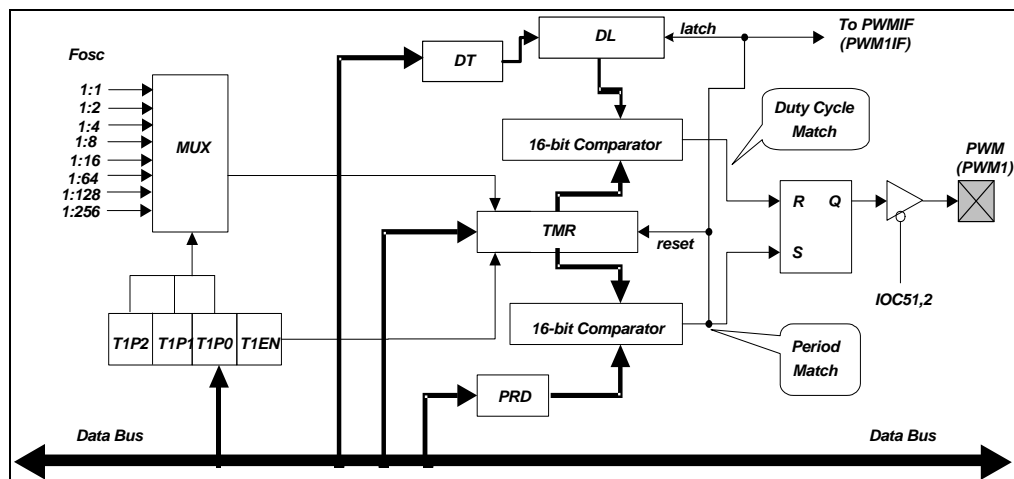 Fosc
1:1
1:2
1:4
1:8
1:16
1:64
1:128
1:256
MUX
T1P2 T1P1 T1P0 T1EN
DT
DL
latch
To PWMIF
(PWM1IF)
16-bit Comparator
Duty Cycle
Match
PWM
(PWM1)
TMR
reset
R Q
S
IOC51,2
16-bit Comparator
Period
Match
PRD
Data Bus
Data Bus